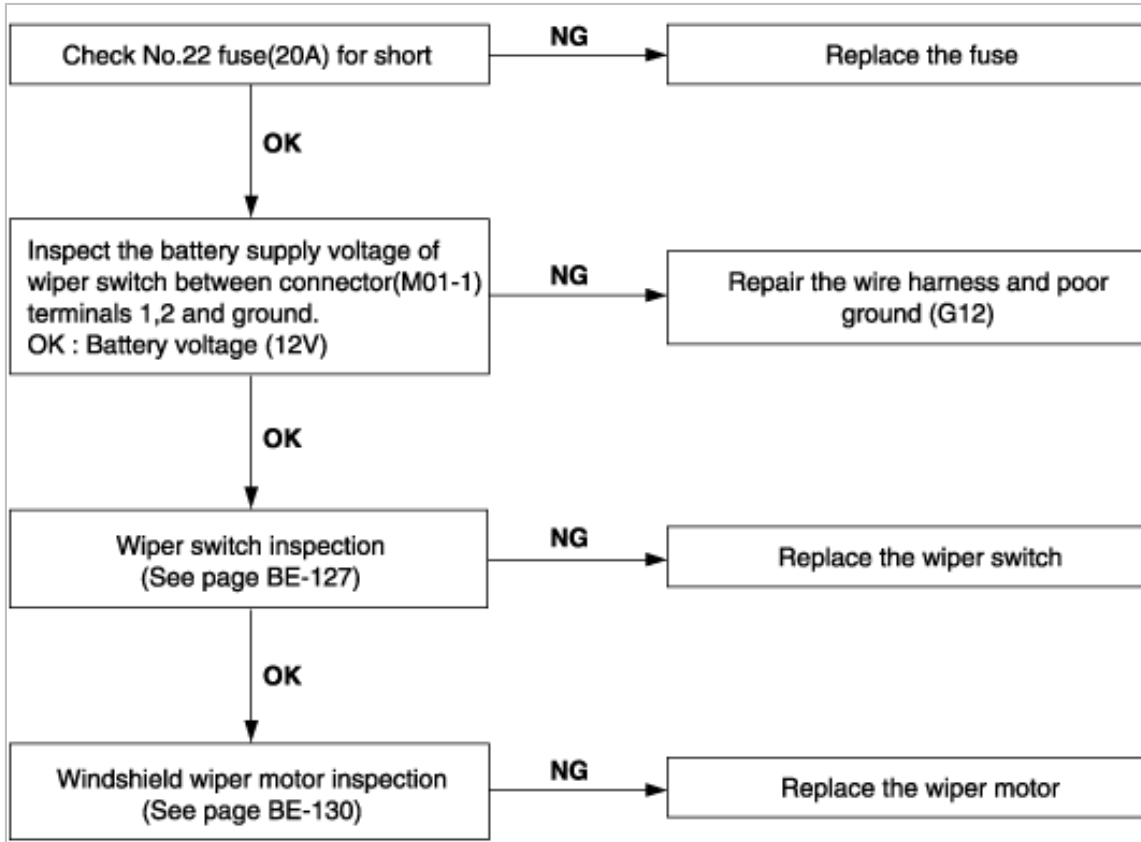 Check No.22 fuse(20A) for short
NG
Replace the fuse
OK
Inspect the battery supply voltage of
wiper switch between connector(M01-1)
terminals 1,2 and ground.
OK : Battery voltage (12V)
NG
Repair the wire harness and poor
ground (G12)
OK
Wiper switch inspection
(See page BE-127)
NG
Replace the wiper switch
OK
Windshield wiper motor inspection
(See page BE-130)
NG
Replace the wiper motor